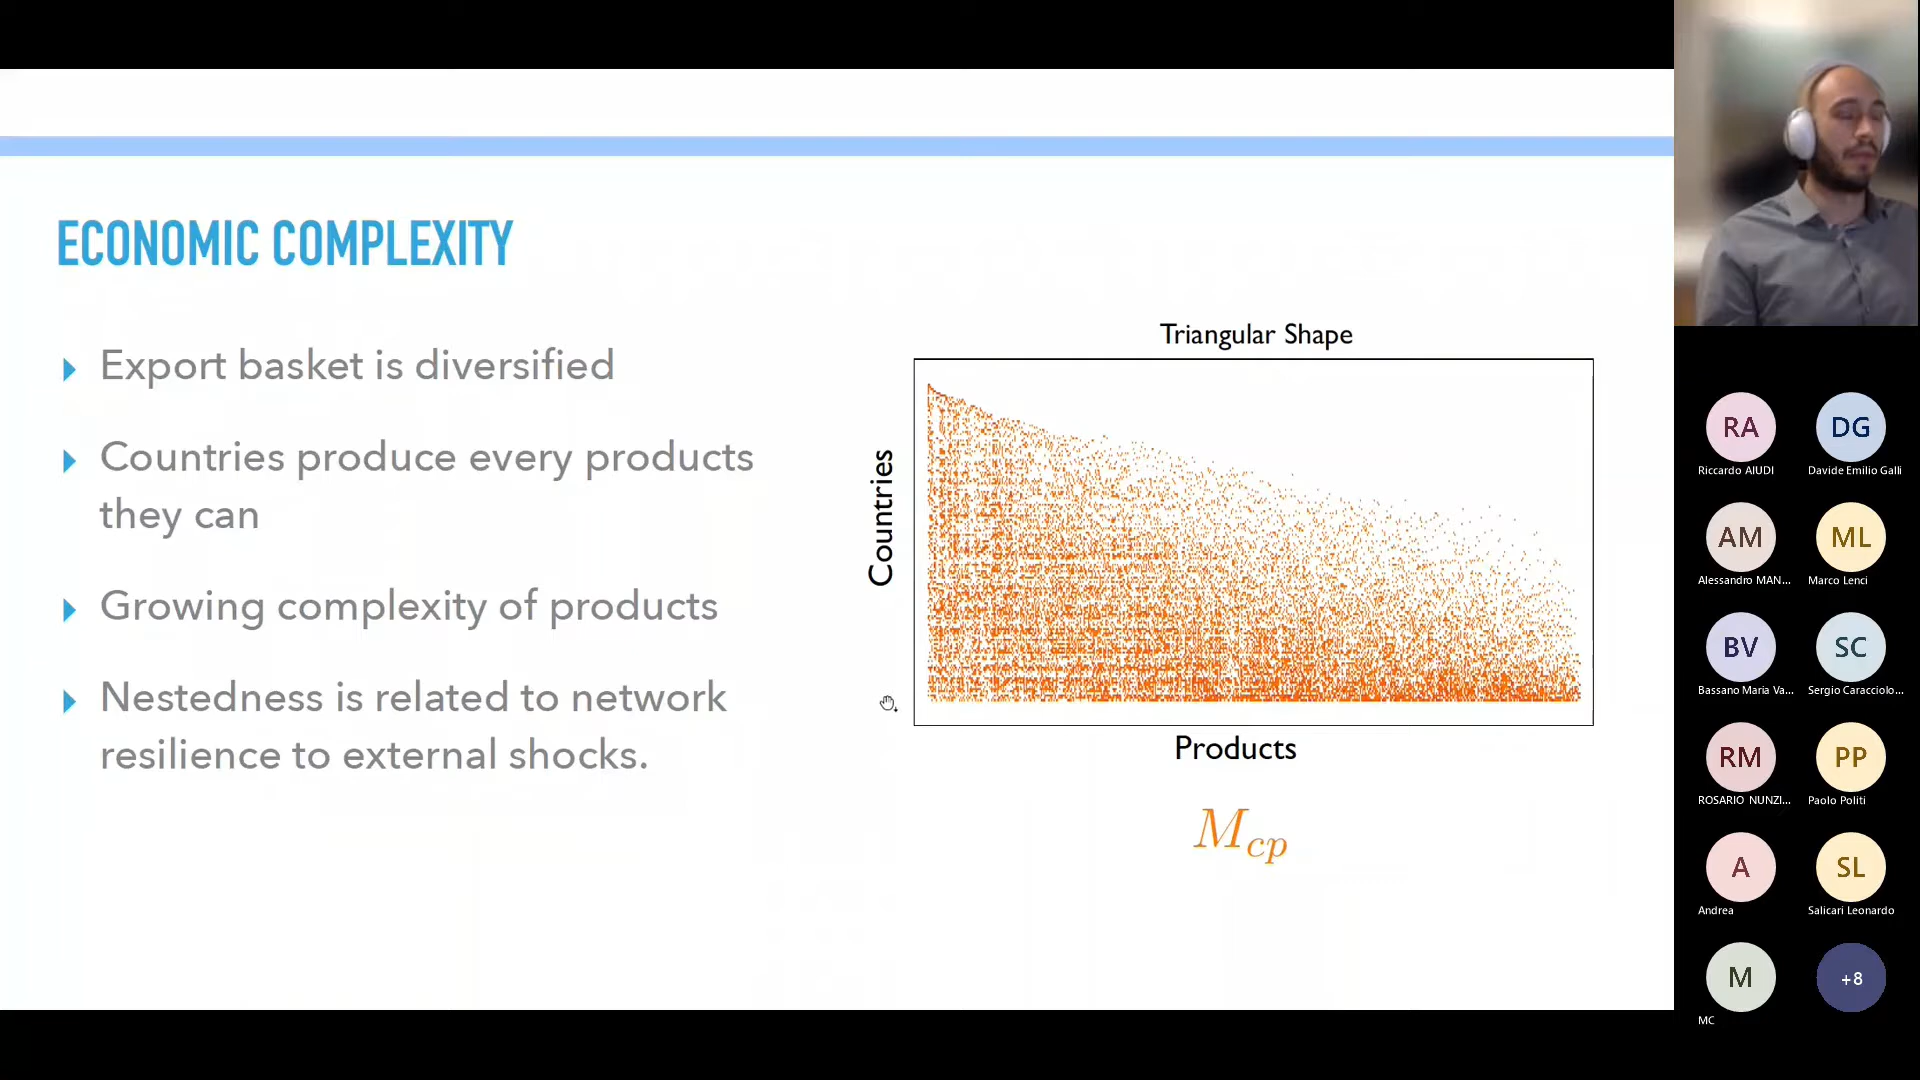 ECONOMIC COMPLEXITY
Export basket is diversified
Countries produce every products
they can
Growing complexity of products
Nestedness is related to network
resilience to external shocks.
Triangular Shape
Countries
Products
M_{cp}
RA
Riccardo AIUDI
DG
Davide Emilio Galli
AM
Alessandro MAN...
ML
Marco Lenci
BV
Bassano Maria Va...
SC
Sergio Caracciolo...
RM
ROSARIO NUNZI...
PP
Paolo Politi
A
Andrea
SL
Salicari Leonardo
M
MC
+8